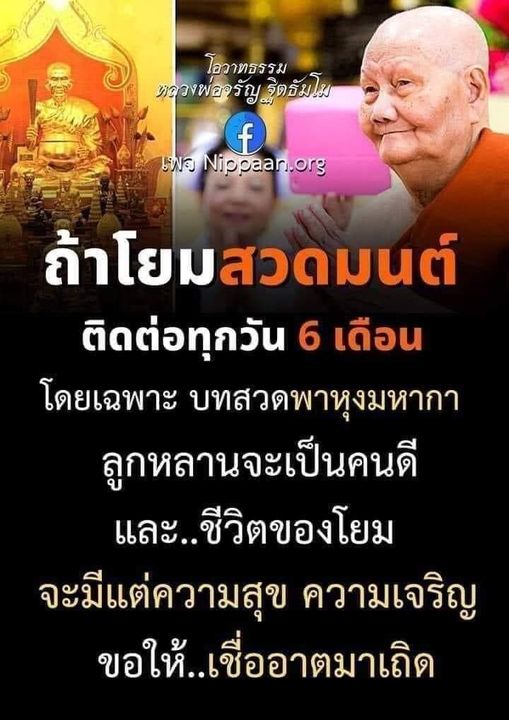 โอวาทธรรม
หลวงพ่อจรัญ ฐิตธัมโม
เพจ Nippaan.org
ถ้าโยมสวดมนต์
ติดต่อทุกวัน 6 เดือน
โดยเฉพาะ บทสวดพาหุงมหากา
ลูกหลานจะเป็นคนดี
และ..ชีวิตของโยม
จะมีแต่ความสุข ความเจริญ
ขอให้..เชื่ออาตมาเถิด